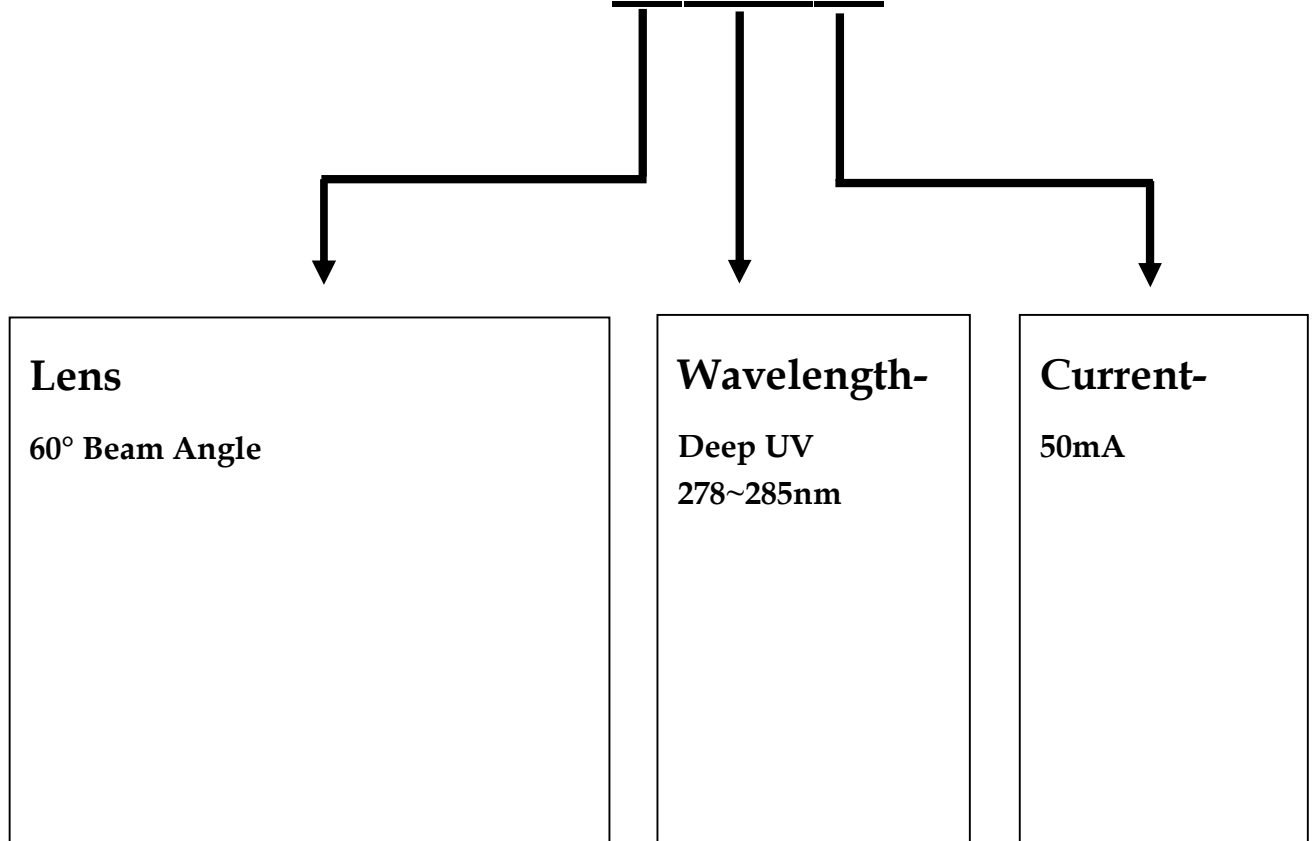 Lens
60° Beam Angle
Wavelength-
Deep UV
278~285nm
Current-
50mA